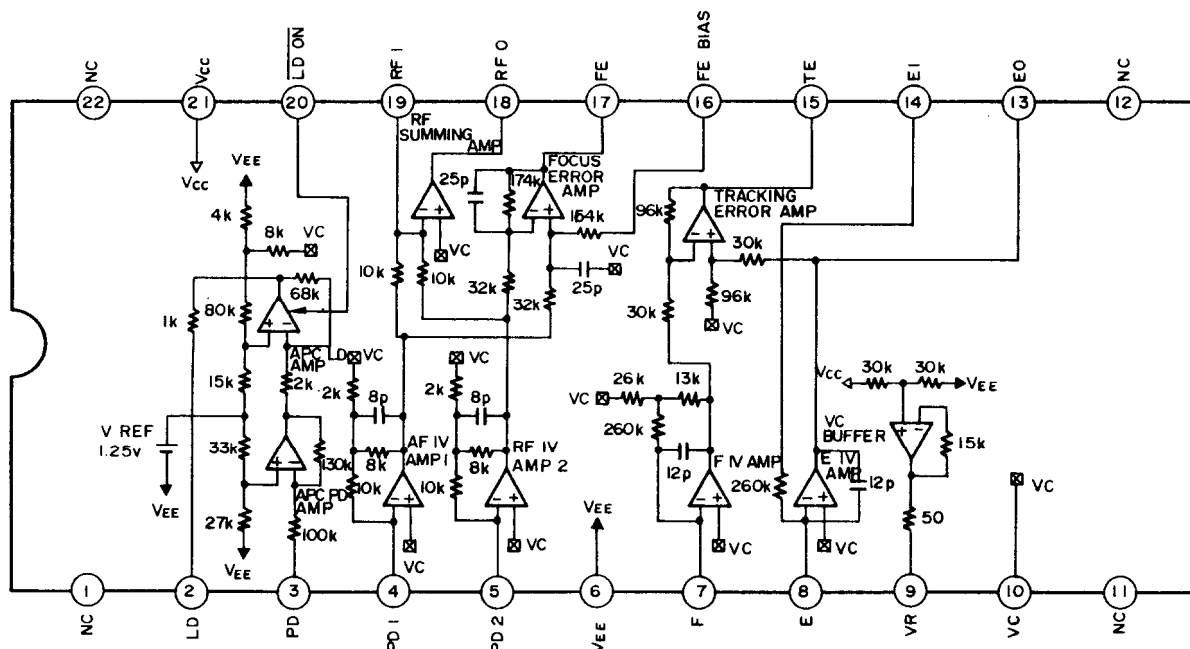 NC Vcc LD ON RF I RF O FE FE BIAS TE EI EO NC
22 21 20 19 18 17 16 15 14 13 12
RF
SUMMING
AMP
FOCUS
ERROR
AMP
TRACKING
ERROR AMP
Vcc
VEE
4k
8k VC
68k
80k
1k
+ -
APC LD
AMP
15k
2k
V REF
1.25v
33k
130k
+ -
APC PD
AMP
27k
100k
VEE
VEE
25p
174k
- +
VC
- +
164k
VC
25p
10k
10k
32k
32k
VC
2k
8p
8k
10k
AF IV
AMP 1
- +
VC
VC
2k
8p
8k
10k
RF IV
AMP 2
- +
VC
VEE
96k
- +
30k
96k
VC
30k
VC
26k
13k
260k
12p
F IV AMP
- +
VC
260k
E IV
AMP
12p
- +
VC
Vcc
30k
30k
VEE
VC
BUFFER
+ -
15k
50
VC
1 2 3 4 5 6 7 8 9 10 11
NC LD PD PD 1 PD 2 VEE F E VR VC NC